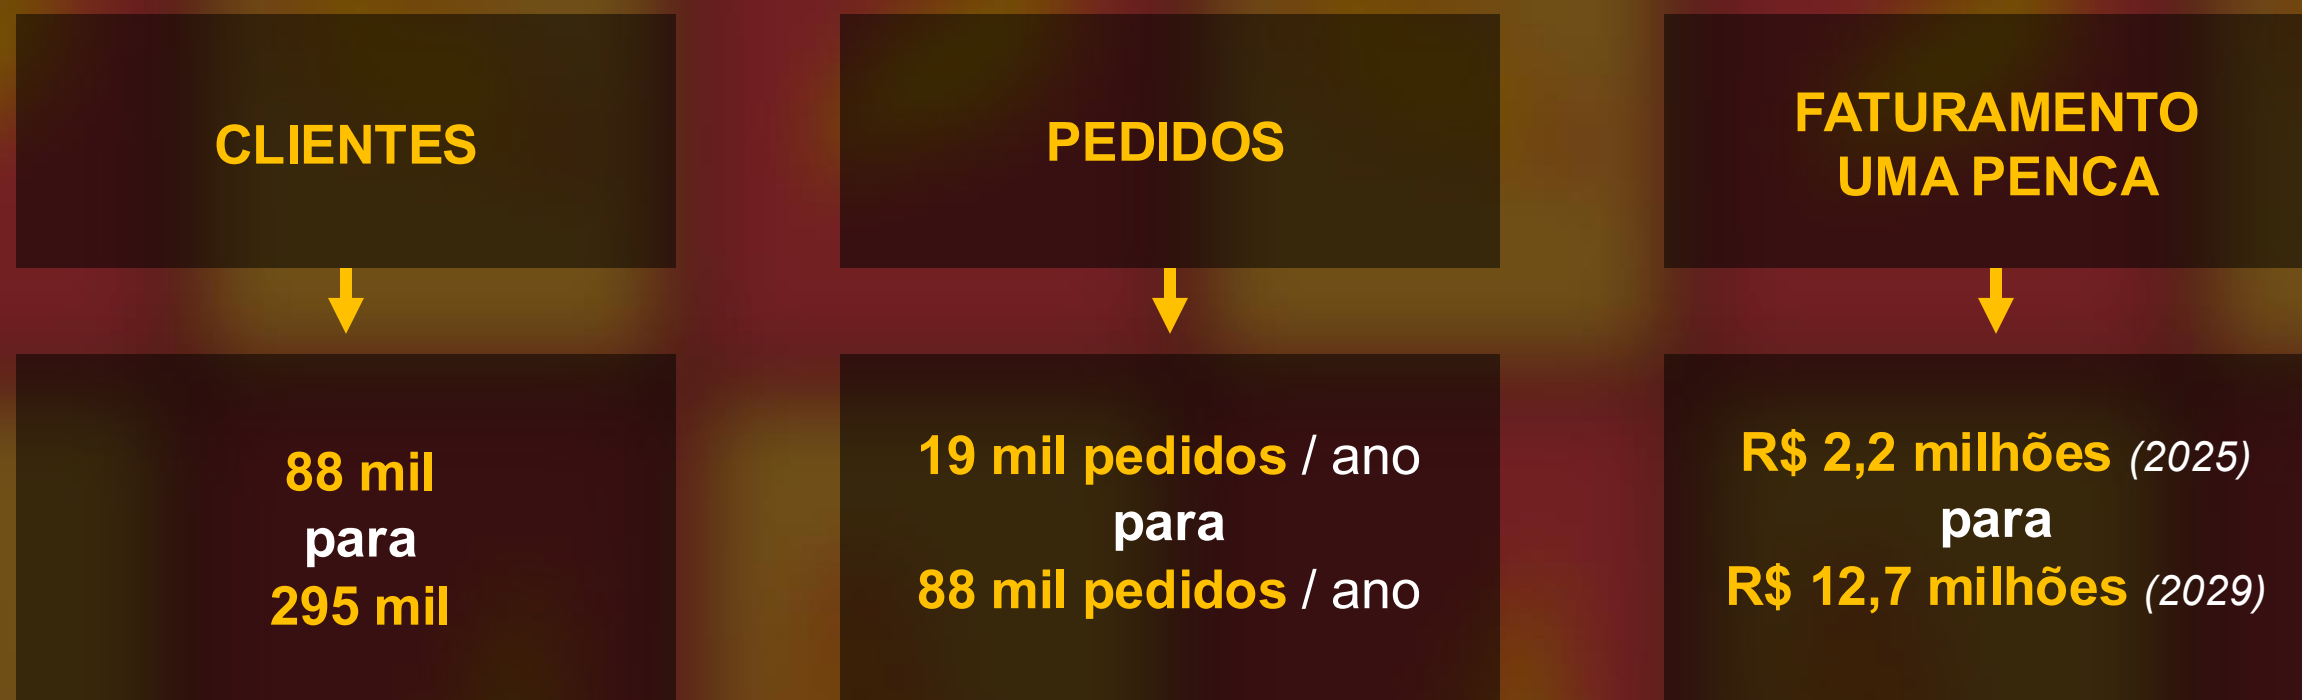 CLIENTES
88 mil
para
295 mil
PEDIDOS
19 mil pedidos / ano
para
88 mil pedidos / ano
FATURAMENTO
UMA PENCA
R$ 2,2 milhões (2025)
para
R$ 12,7 milhões (2029)